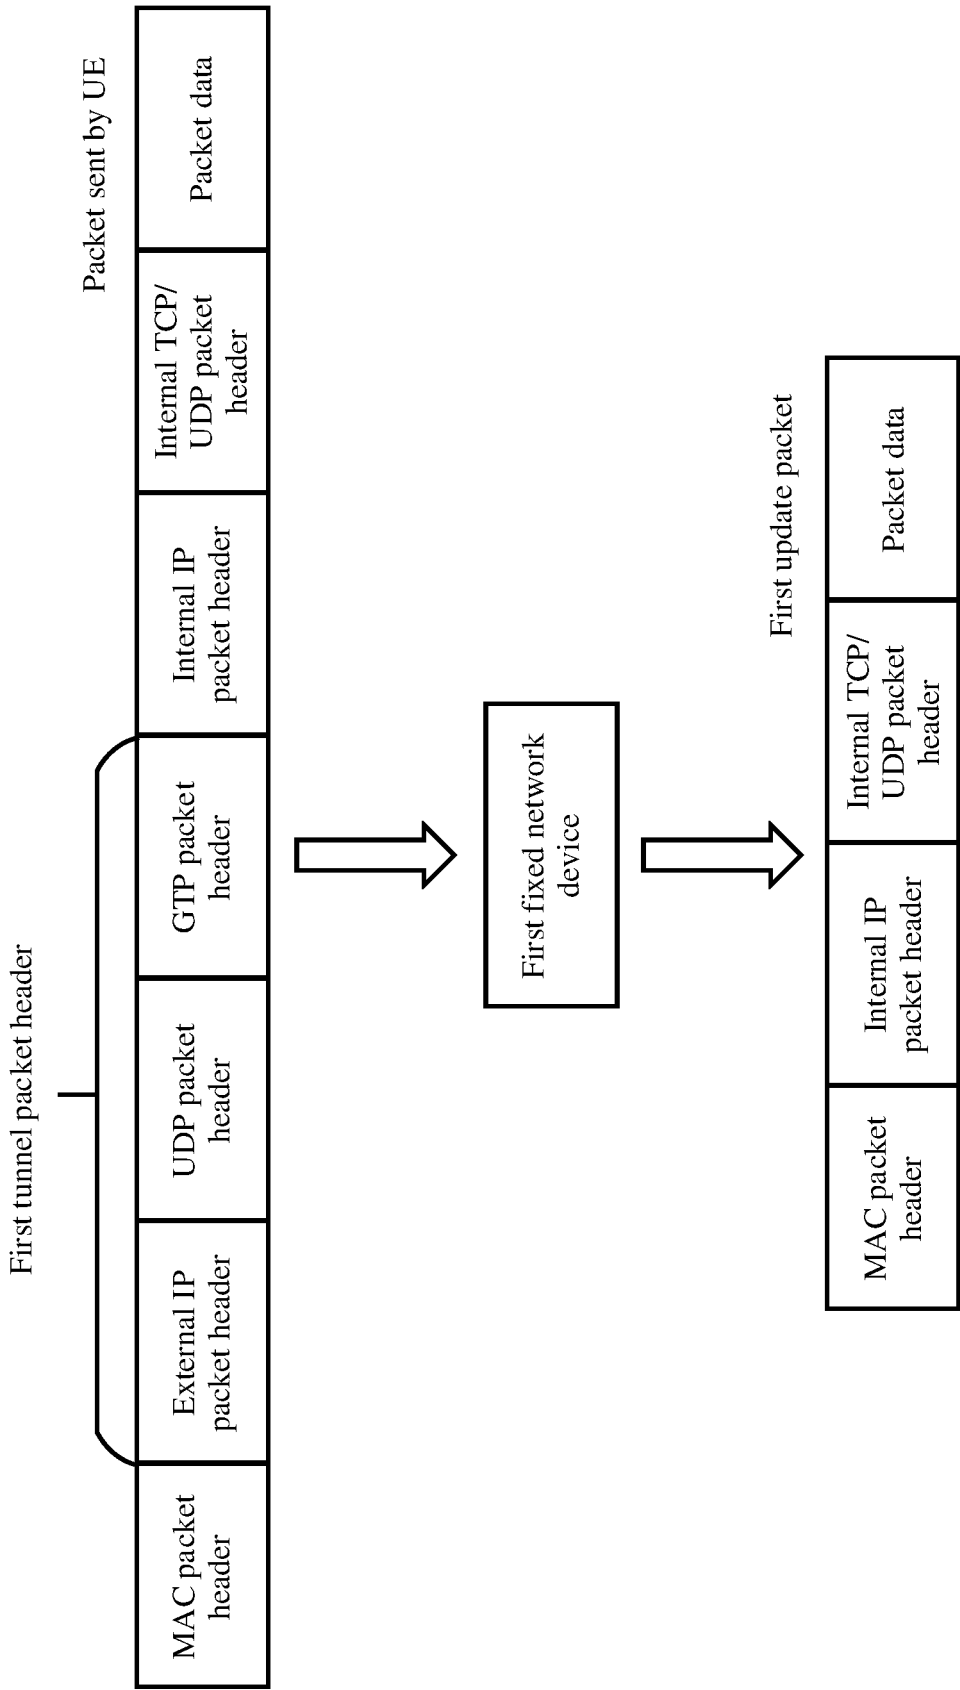 First tunnel packet header
Packet sent by UE
MAC packet
header
External IP
packet header
UDP packet
header
GTP packet
header
Internal IP
packet header
Internal TCP/
UDP packet
header
Packet data
First fixed network
device
First update packet
MAC packet
header
Internal IP
packet header
Internal TCP/
UDP packet
header
Packet data